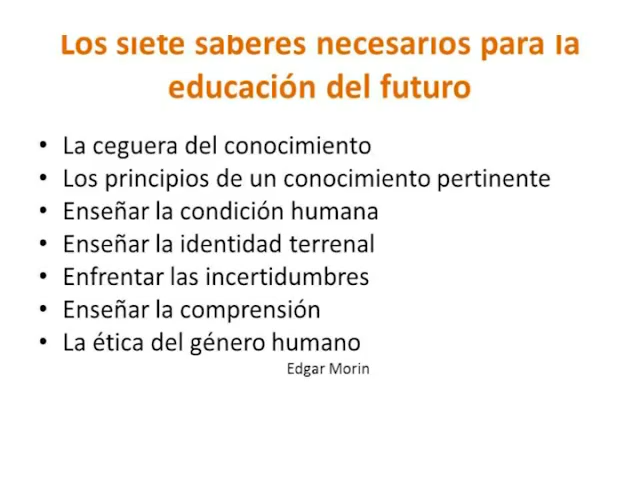 Los siete saberes necesarios para la
educación del futuro
• La ceguera del conocimiento
• Los principios de un conocimiento pertinente
• Enseñar la condición humana
• Enseñar la identidad terrenal
• Enfrentar las incertidumbres
• Enseñar la comprensión
• La ética del género humano
Edgar Morin